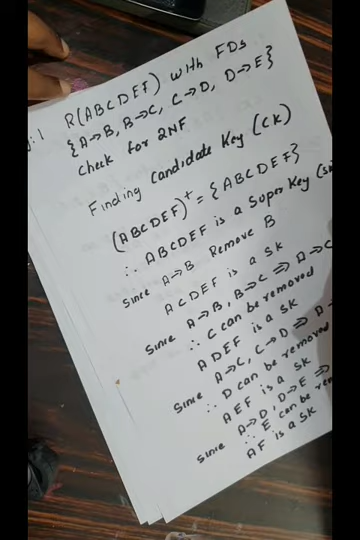 :1 R(ABCDEF) with FDs
{A→B, B→C, C→D, D→E}
check for 2NF
Finding Candidate Key (CK)
(ABCDEF)+ = {ABCDEF}
∴ ABCDEF is a Super Key (SK
Since A→B Remove B
ACDEF is a SK
Since A→B, B→C ⇒ A→C
∴ C can be removed
ADEF is a SK
Since A→C, C→D ⇒ A→
∴ D can be removed
AEF is a SK
Since A→D, D→E ⇒
∴ E can be
AF is a SK